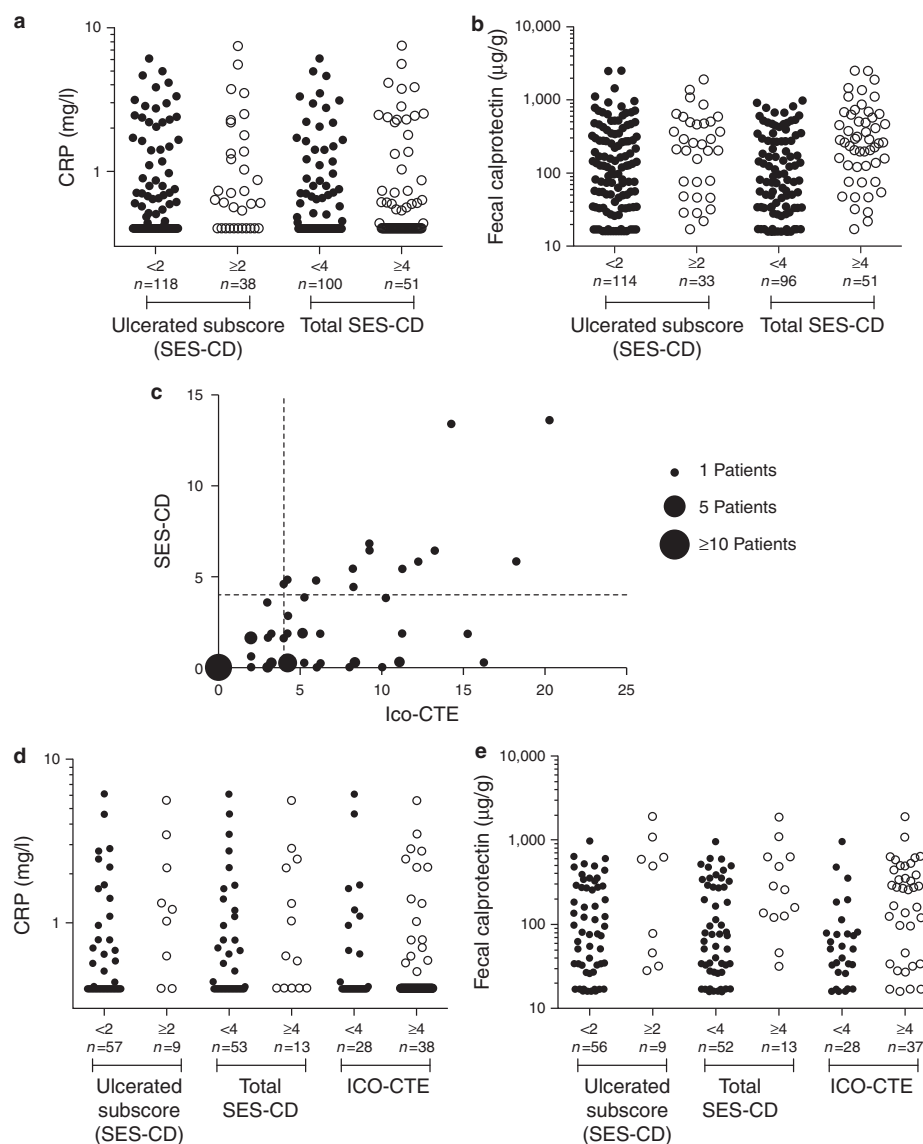 a
CRP (mg/l)
10
1
<2 ≥2 <4 ≥4
n=118 n=38 n=100 n=51
Ulcerated subscore Total SES-CD
(SES-CD)
b
Fecal calprotectin (µg/g)
10,000
1,000
100
10
<2 ≥2 <4 ≥4
n=114 n=33 n=96 n=51
Ulcerated subscore Total SES-CD
(SES-CD)
c
SES-CD
15
10
5
0
0 5 10 15 20 25
Ico-CTE
1 Patients
5 Patients
≥10 Patients
d
CRP (mg/l)
10
1
<2 ≥2 <4 ≥4 <4 ≥4
n=57 n=9 n=53 n=13 n=28 n=38
Ulcerated Total ICO-CTE
subscore SES-CD
(SES-CD)
e
Fecal calprotectin (µg/g)
10,000
1,000
100
10
<2 ≥2 <4 ≥4 <4 ≥4
n=56 n=9 n=52 n=13 n=28 n=37
Ulcerated Total ICO-CTE
subscore SES-CD
(SES-CD)